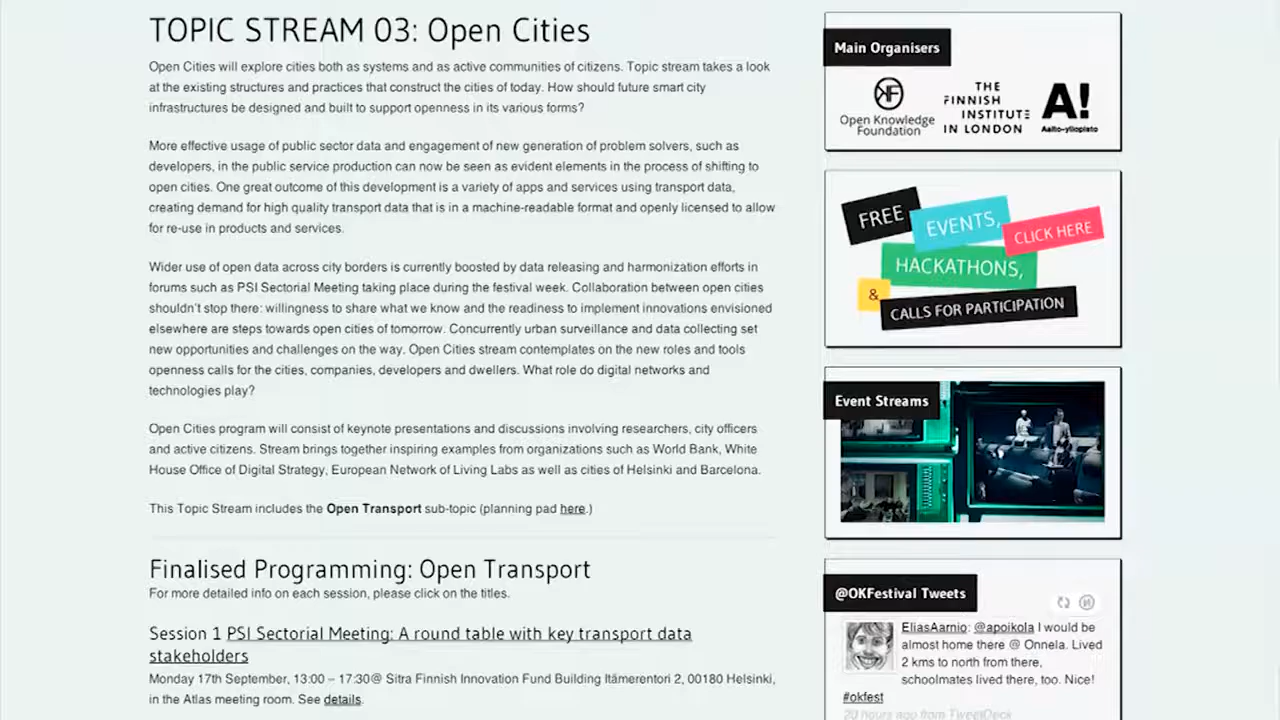 TOPIC STREAM 03: Open Cities
Open Cities will explore cities both as systems and as active communities of citizens. Topic stream takes a look
at the existing structures and practices that construct the cities of today. How should future smart city
infrastructures be designed and built to support openness in its various forms?
More effective usage of public sector data and engagement of new generation of problem solvers, such as
developers, in the public service production can now be seen as evident elements in the process of shifting to
open cities. One great outcome of this development is a variety of apps and services using transport data,
creating demand for high quality transport data that is in a machine-readable format and openly licensed to allow
for re-use in products and services.
Wider use of open data across city borders is currently boosted by data releasing and harmonization efforts in
forums such as PSI Sectorial Meeting taking place during the festival week. Collaboration between open cities
shouldn't stop there: willingness to share what we know and the readiness to implement innovations envisioned
elsewhere are steps towards open cities of tomorrow. Concurrently urban surveillance and data collecting set
new opportunities and challenges on the way. Open Cities stream contemplates on the new roles and tools
openness calls for the cities, companies, developers and dwellers. What role do digital networks and
technologies play?
Open Cities program will consist of keynote presentations and discussions involving researchers, city officers
and active citizens. Stream brings together inspiring examples from organizations such as World Bank, White
House Office of Digital Strategy, European Network of Living Labs as well as cities of Helsinki and Barcelona.
This Topic Stream includes the Open Transport sub-topic (planning pad here.)
Finalised Programming: Open Transport
For more detailed info on each session, please click on the titles.
Session 1 PSI Sectorial Meeting: A round table with key transport data
stakeholders
Monday 17th September, 13:00 – 17:30@ Sitra Finnish Innovation Fund Building Itämerentori 2, 00180 Helsinki,
in the Atlas meeting room. See details.
Main Organisers
Open Knowledge
Foundation
THE
FINNISH
INSTITUTE
IN LONDON
A!
Aalto-yliopisto
FREE
EVENTS,
CLICK HERE
HACKATHONS,
&
CALLS FOR PARTICIPATION
Event Streams
@OKFestival Tweets
EliasAarnio: @apoikola I would be
almost home there @ Onnela. Lived
2 kms to north from there,
schoolmates lived there, too. Nice!
#okfest
20 hours ago from TweetDeck